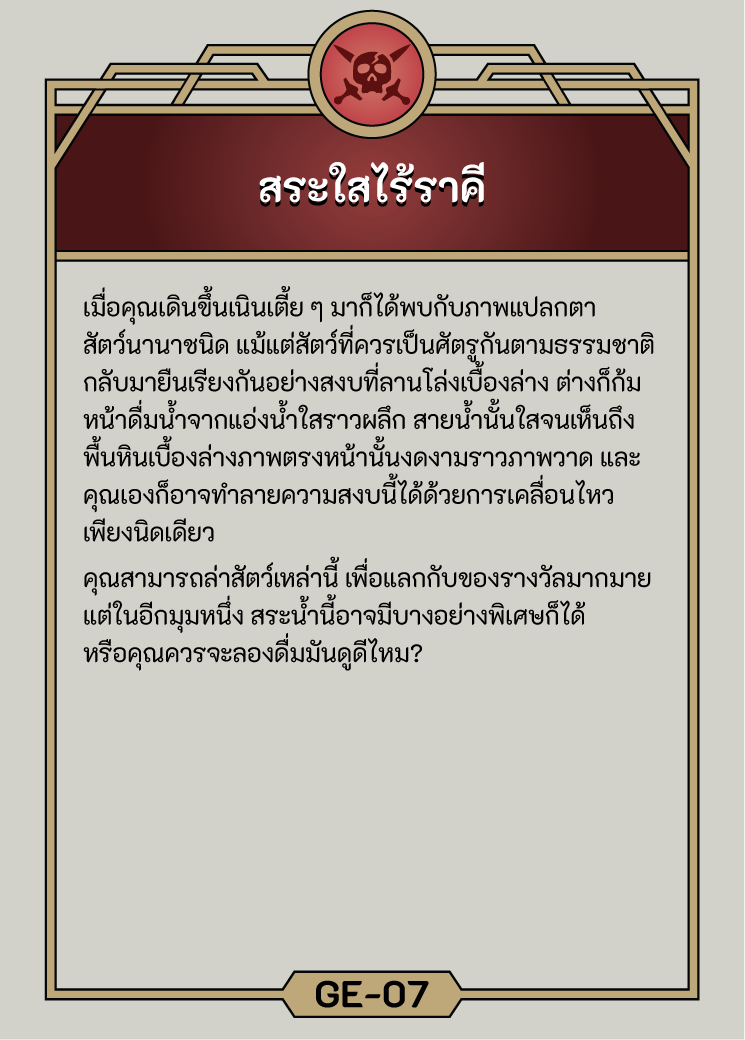 สระใสไร้ราคี
เมื่อคุณเดินขึ้นเนินเตี้ย ๆ มาก็ได้พบกับภาพแปลกตา
สัตว์นานาชนิด แม้แต่สัตว์ที่ควรเป็นศัตรูกันตามธรรมชาติ
กลับมายืนเรียงกันอย่างสงบที่ลานโล่งเบื้องล่าง ต่างก็ก้ม
หน้าดื่มน้ำจากแอ่งน้ำใสราวผลึก สายน้ำนั้นใสจนเห็นถึง
พื้นหินเบื้องล่างภาพตรงหน้านั้นงดงามราวภาพวาด และ
คุณเองก็อาจทำลายความสงบนี้ได้ด้วยการเคลื่อนไหว
เพียงนิดเดียว
คุณสามารถล่าสัตว์เหล่านี้ เพื่อแลกกับของรางวัลมากมาย
แต่ในอีกมุมหนึ่ง สระน้ำนี้อาจมีบางอย่างพิเศษก็ได้
หรือคุณควรจะลองดื่มมันดูดีไหม?
GE-07